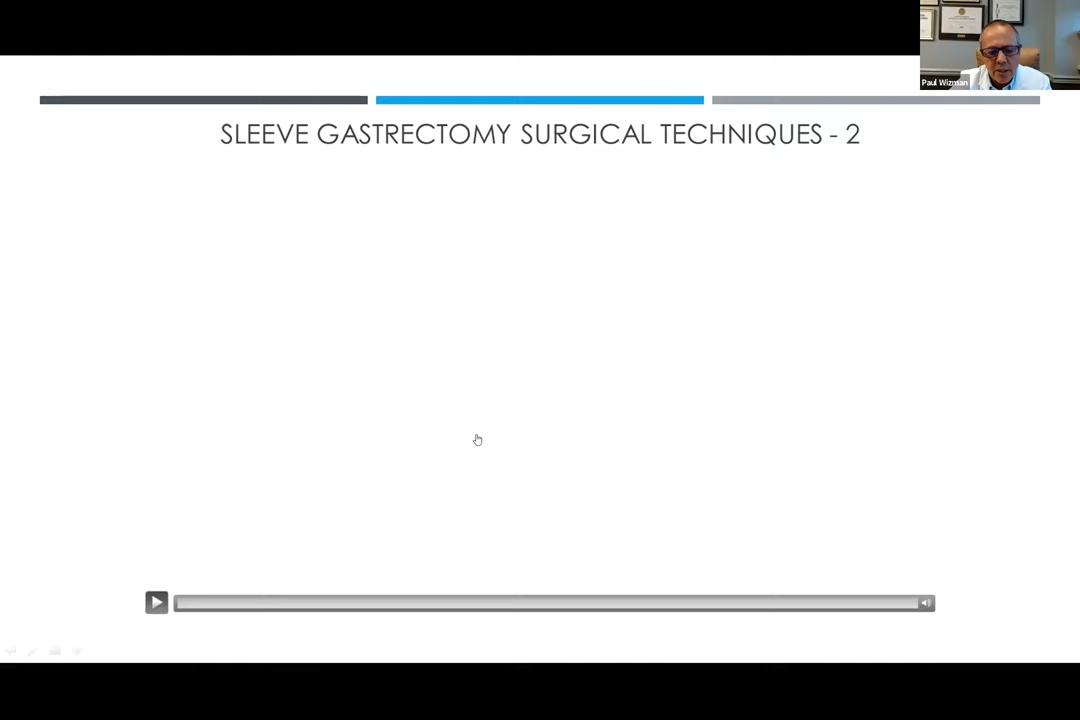 Paul Wizman
SLEEVE GASTRECTOMY SURGICAL TECHNIQUES - 2